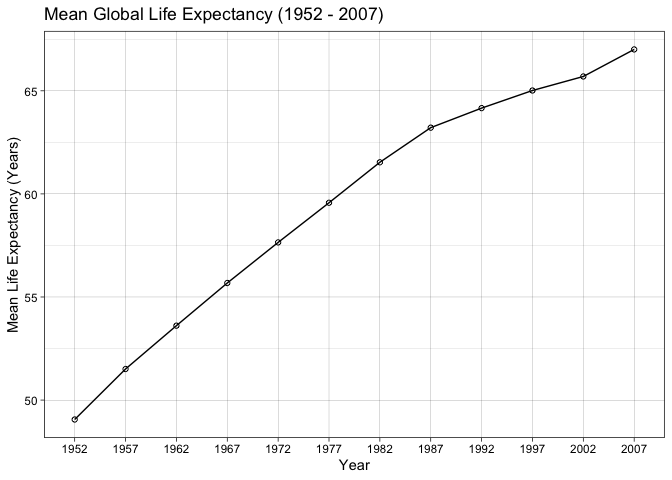 Mean Global Life Expectancy (1952 - 2007)
Mean Life Expectancy (Years)
65
60
55
50
1952 1957 1962 1967 1972 1977 1982 1987 1992 1997 2002 2007
Year